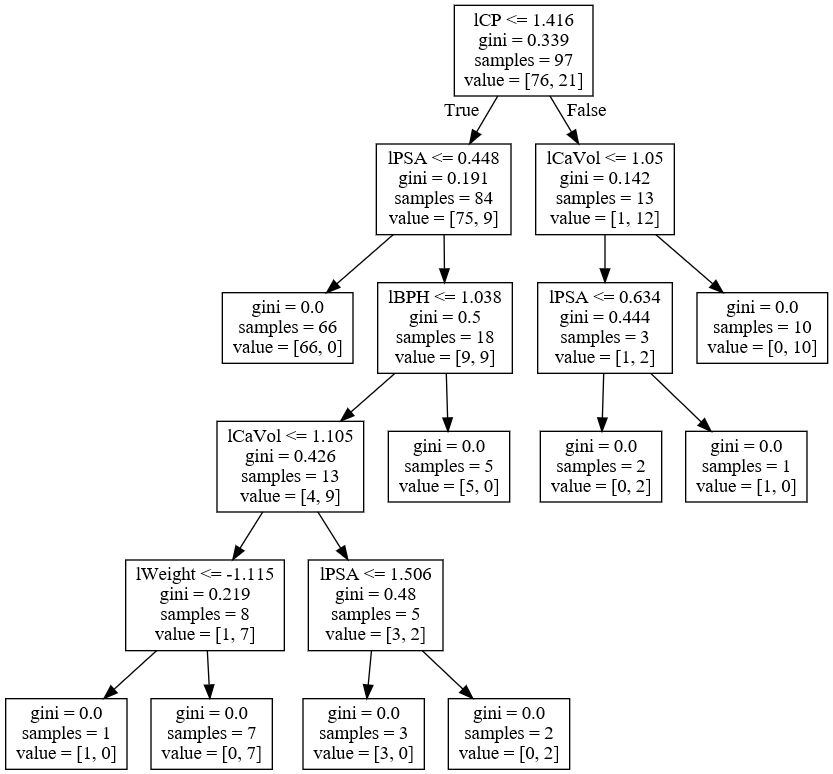 lCP <= 1.416
gini = 0.339
samples = 97
value = [76, 21]
True
False
lPSA <= 0.448
gini = 0.191
samples = 84
value = [75, 9]
lCaVol <= 1.05
gini = 0.142
samples = 13
value = [1, 12]
gini = 0.0
samples = 66
value = [66, 0]
lBPH <= 1.038
gini = 0.5
samples = 18
value = [9, 9]
lPSA <= 0.634
gini = 0.444
samples = 3
value = [1, 2]
gini = 0.0
samples = 10
value = [0, 10]
lCaVol <= 1.105
gini = 0.426
samples = 13
value = [4, 9]
gini = 0.0
samples = 5
value = [5, 0]
gini = 0.0
samples = 2
value = [0, 2]
gini = 0.0
samples = 1
value = [1, 0]
lWeight <= -1.115
gini = 0.219
samples = 8
value = [1, 7]
lPSA <= 1.506
gini = 0.48
samples = 5
value = [3, 2]
gini = 0.0
samples = 1
value = [1, 0]
gini = 0.0
samples = 7
value = [0, 7]
gini = 0.0
samples = 3
value = [3, 0]
gini = 0.0
samples = 2
value = [0, 2]